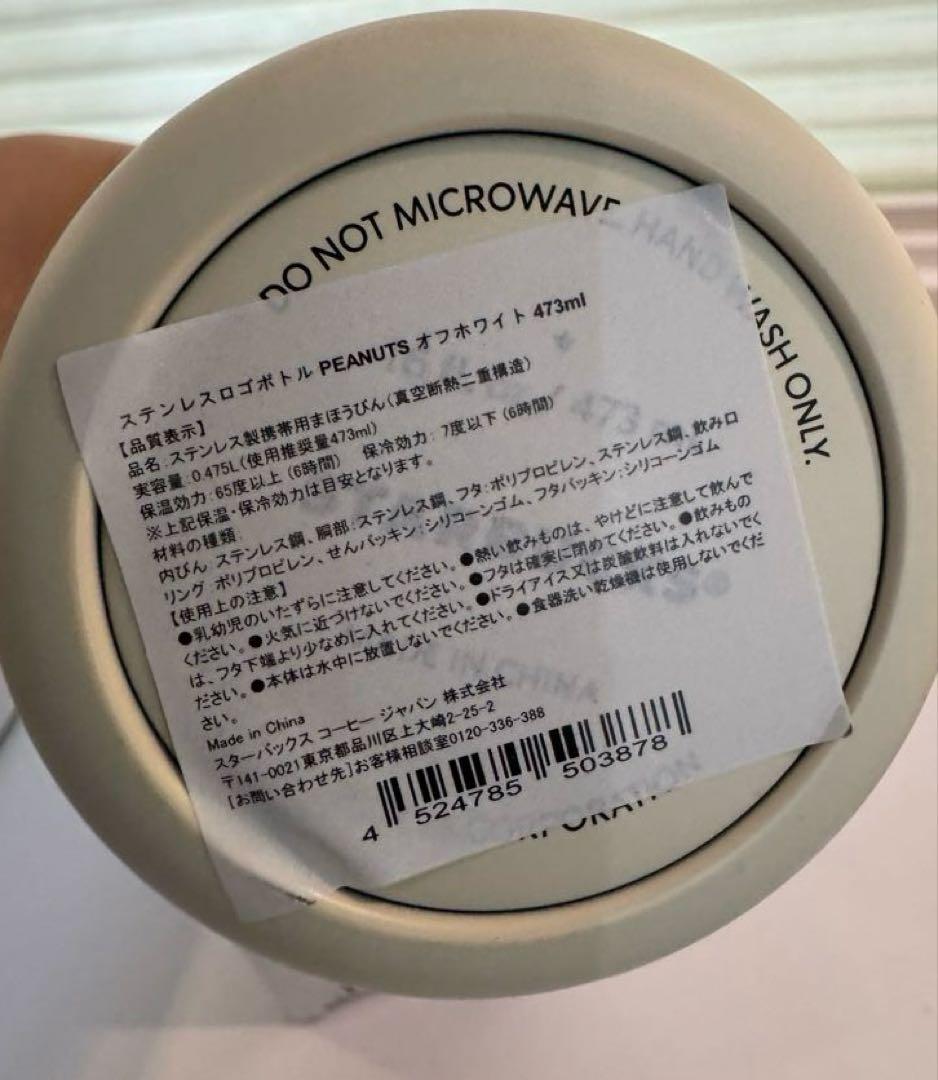 DO NOT MICROWAVE HAND WASH ONLY.
ステンレスロゴボトル PEANUTS オフホワイト 473ml
【品質表示】
品名:ステンレス製携帯用まほうびん(真空断熱二重構造)
実容量:0.475L(使用推奨量473ml)
保温効力:65度以上(6時間) 保冷効力:7度以下(6時間)
※上記保温・保冷効力は目安となります。
材料の種類:
内びん:ステンレス鋼、胴部:ステンレス鋼、フタ:ポリプロピレン、ステンレス鋼、飲み口
リング:ポリプロピレン、せんパッキン:シリコーンゴム、フタパッキン:シリコーンゴム
【使用上の注意】
●乳幼児のいたずらに注意してください。●熱い飲みものは、やけどに注意して飲んで
ください。●火気に近づけないでください。●フタは確実に閉めてください。●飲みもの
は、フタ下端より少なめに入れてください。●ドライアイス又は炭酸飲料は入れないでく
ださい。●本体は水中に放置しないでください。●食器洗い乾燥機は使用しないでくだ
さい。
Made in China
スターバックス コーヒー ジャパン 株式会社
〒141-0021東京都品川区上大崎2-25-2
[お問い合わせ先]お客様相談室0120-336-388
4 524785 503878
473
MADE IN CHINA
CORPORATION